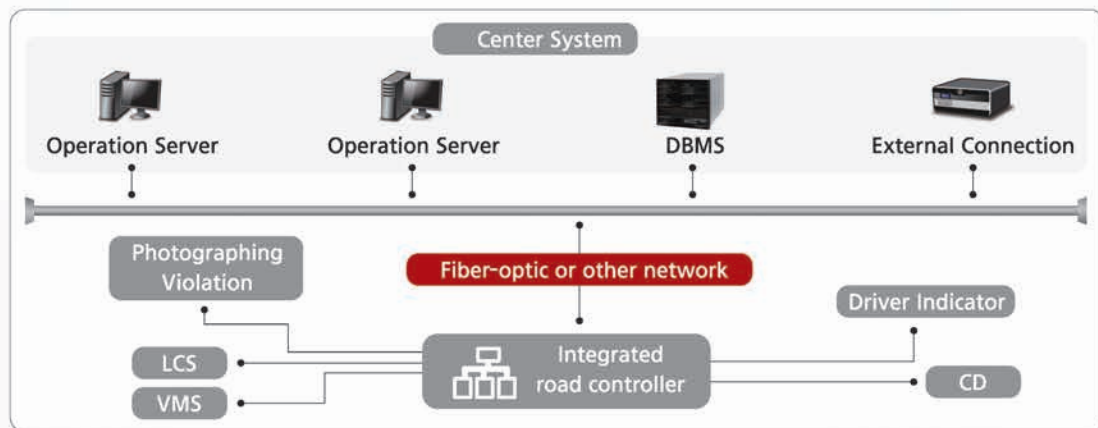 Center System
Operation Server
Operation Server
DBMS
External Connection
Photographing
Violation
Fiber-optic or other network
Driver Indicator
LCS
Integrated
road controller
CD
VMS